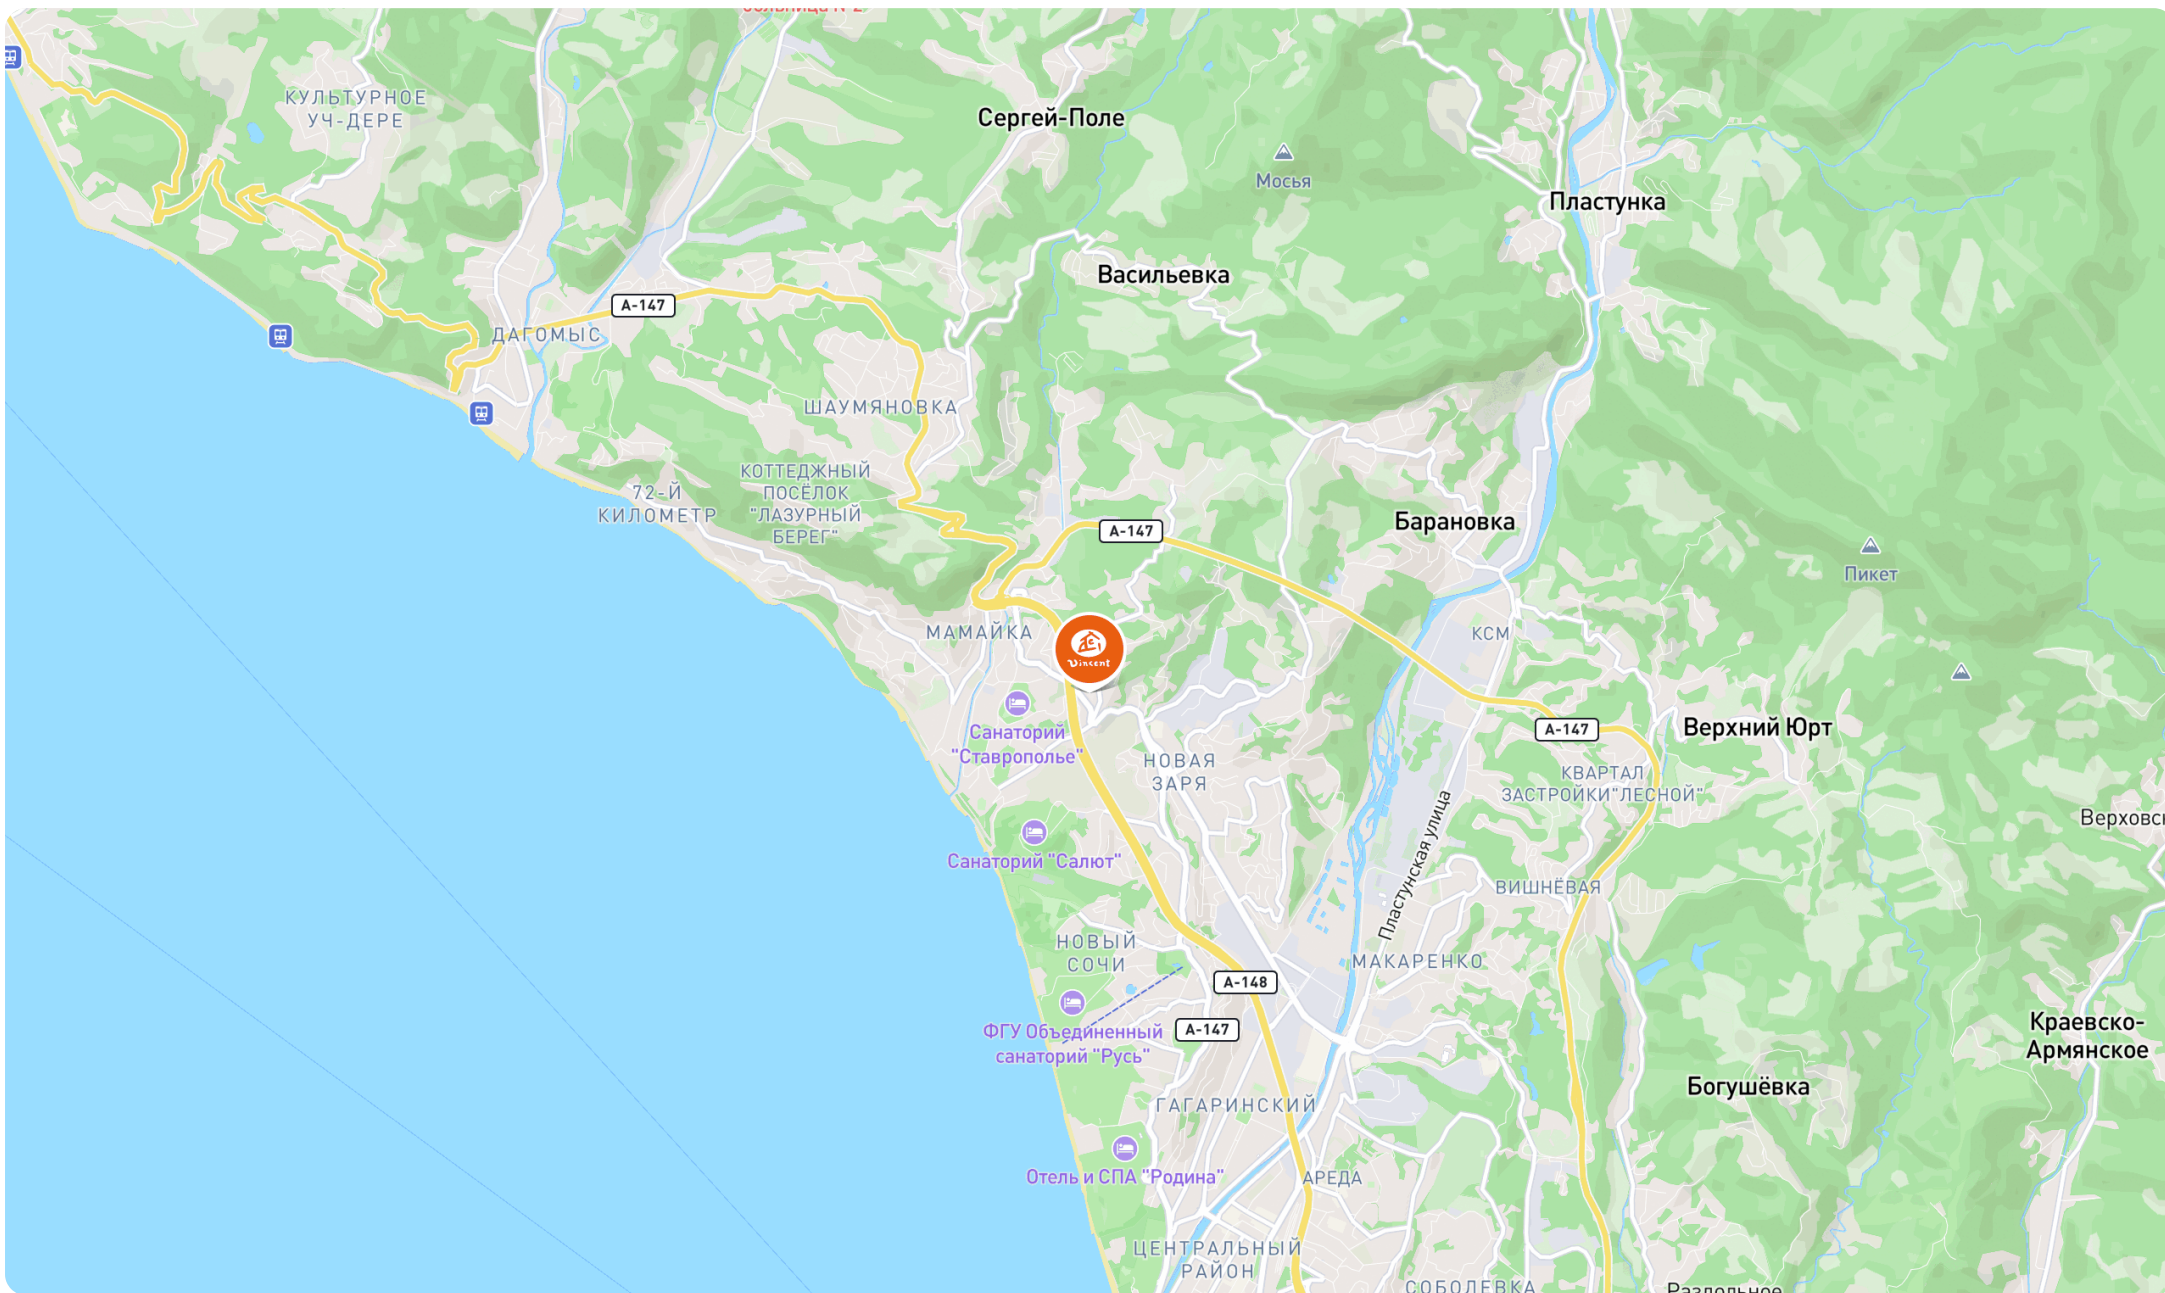 КУЛЬТУРНОЕ
УЧ-ДЕРЕ
Сергей-Поле
Мосья
Пластунка
Васильевка
А-147
ДАГОМЫС
ШАУМЯНОВКА
КОТТЕДЖНЫЙ
ПОСЁЛОК
"ЛАЗУРНЫЙ
БЕРЕГ"
72-Й
КИЛОМЕТР
А-147
Барановка
Пикет
МАМАЙКА
Vincent
КСМ
Санаторий
"Ставрополье"
А-147
Верхний Юрт
НОВАЯ
ЗАРЯ
КВАРТАЛ
ЗАСТРОЙКИ"ЛЕСНОЙ"
Пластунская улица
Санаторий "Салют"
ВИШНЁВАЯ
НОВЫЙ
СОЧИ
МАКАРЕНКО
А-148
ФГУ Объединенный
санаторий "Русь"
А-147
Краевско-
Армянское
Богушёвка
ГАГАРИНСКИЙ
Отель и СПА "Родина"
АРЕДА
ЦЕНТРАЛЬНЫЙ
РАЙОН
СОБОЛЕВКА
Раздольное